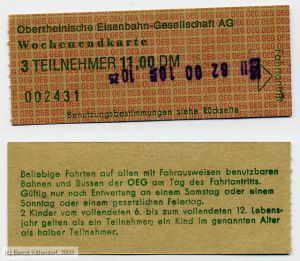 Oberrheinische Eisenbahn-Gesellschaft AG
Wochenendkarte
3 TEILNEHMER 11,00 DM
002431
Benutzungsbestimmungen siehe Rückseite
Fahrtantritt
Beliebige Fahrten auf allen mit Fahrausweisen benutzbaren
Bahnen und Bussen der OEG am Tag des Fahrtantritts.
Gültig nur nach Entwertung an einem Samstag oder einem
Sonntag oder einem gesetzlichen Feiertag.
2 Kinder vom vollendeten 6. bis zum vollendeten 12. Lebens-
jahr gelten als ein Teilnehmer; ein Kind im genannten Alter
als halber Teilnehmer.
(c) Bernd Kittendorf, 2003